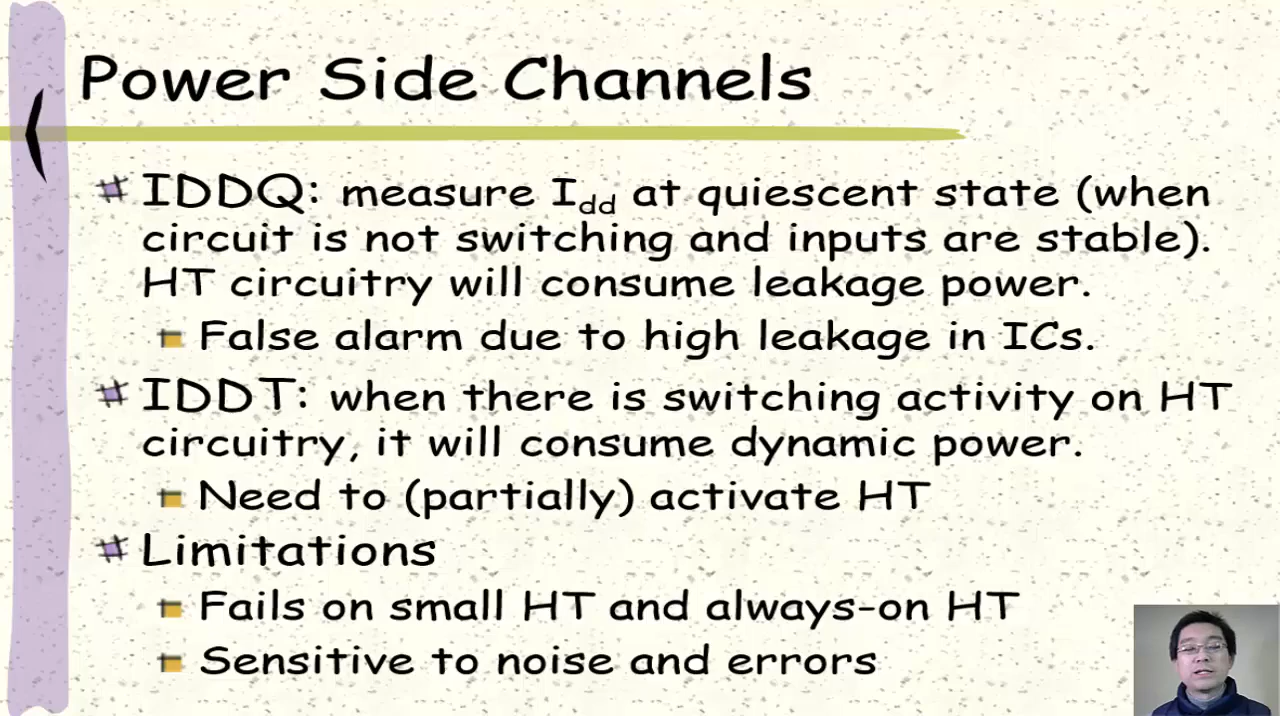 Power Side Channels
IDDQ: measure Idd at quiescent state (when
circuit is not switching and inputs are stable).
HT circuitry will consume leakage power.
False alarm due to high leakage in ICs.
IDDT: when there is switching activity on HT
circuitry, it will consume dynamic power.
Need to (partially) activate HT
Limitations
Fails on small HT and always-on HT
Sensitive to noise and errors